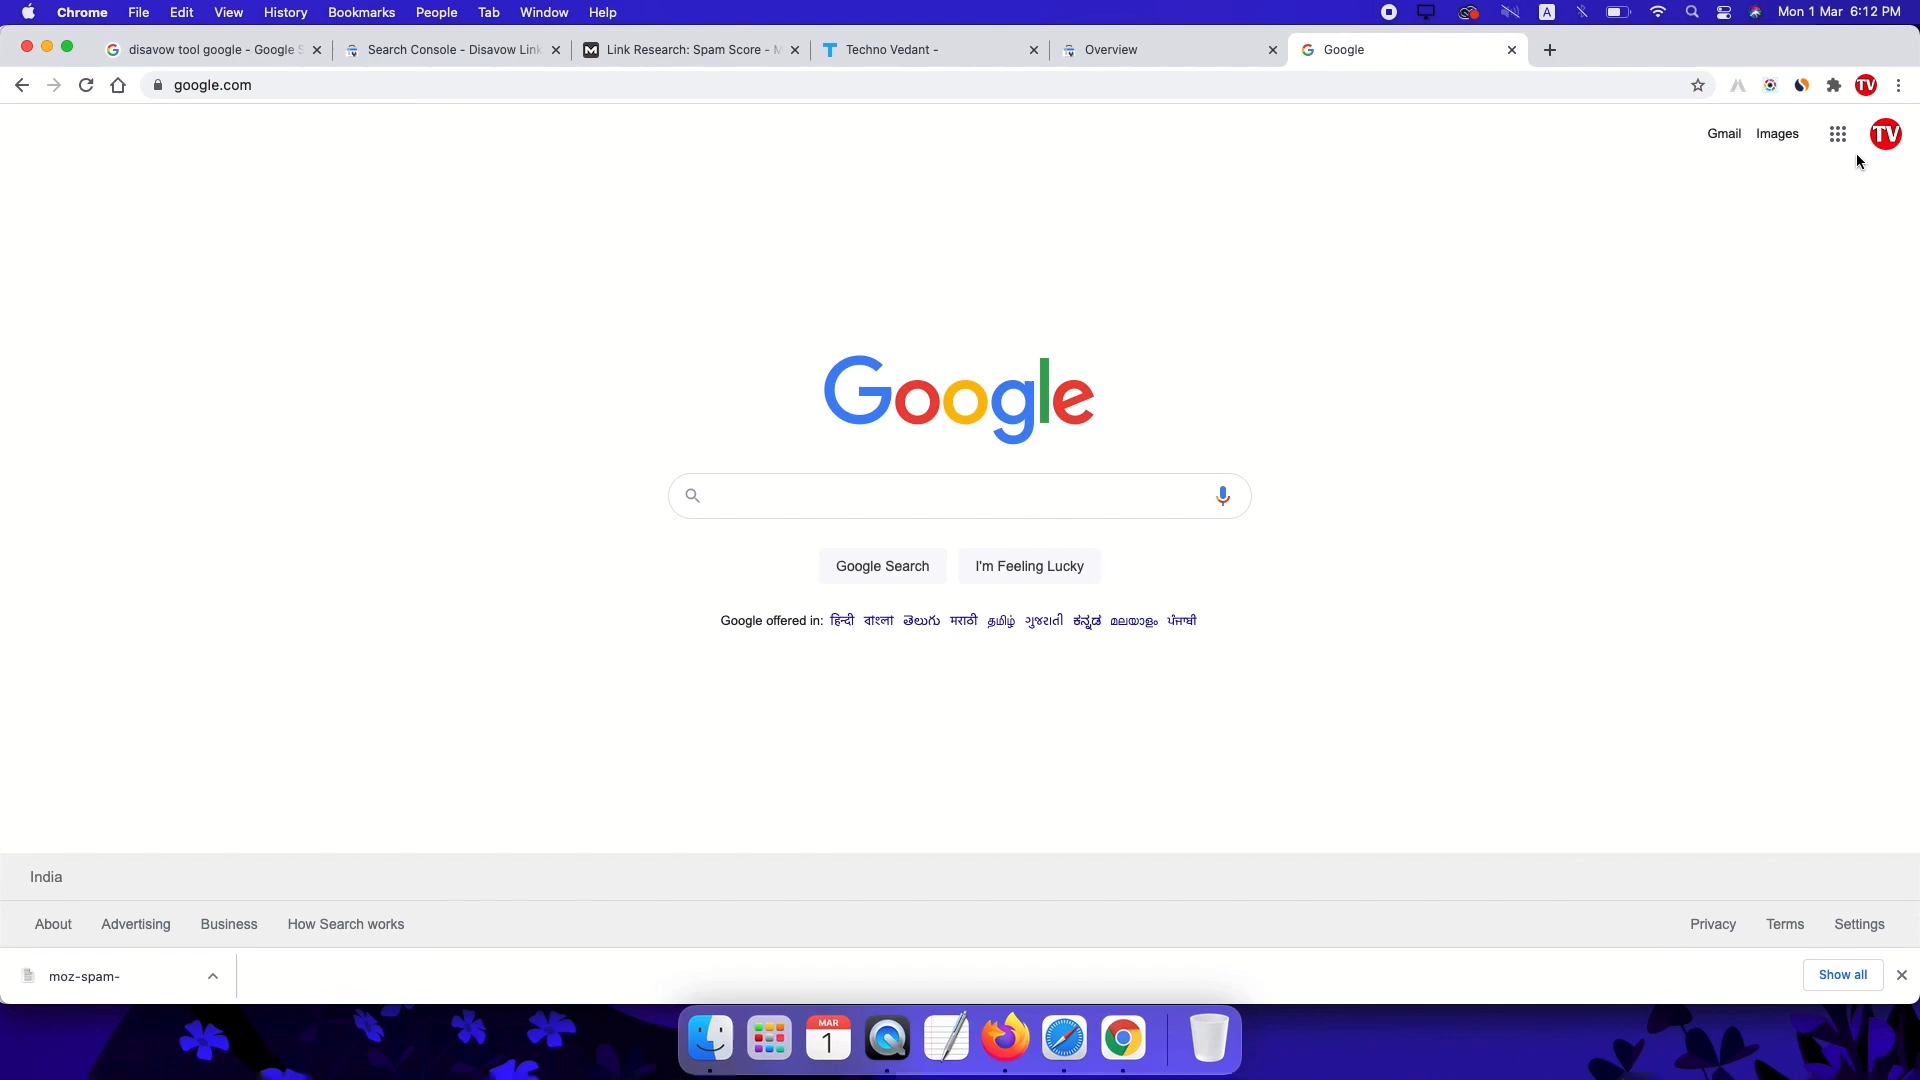 Chrome File Edit View History Bookmarks People Tab Window Help A Mon 1 Mar 6:12 PM
disavow tool google - Google S Search Console - Disavow Link Link Research: Spam Score - M Techno Vedant - Overview Google
google.com TV
Gmail Images TV
Google
Google Search I'm Feeling Lucky
Google offered in: हिन्दी বাংলা తెలుగు मराठी தமிழ் ગુજરાતી ಕನ್ನಡ മലയാളം ਪੰਜਾਬੀ
India
About Advertising Business How Search works Privacy Terms Settings
moz-spam- Show all
MAR
1